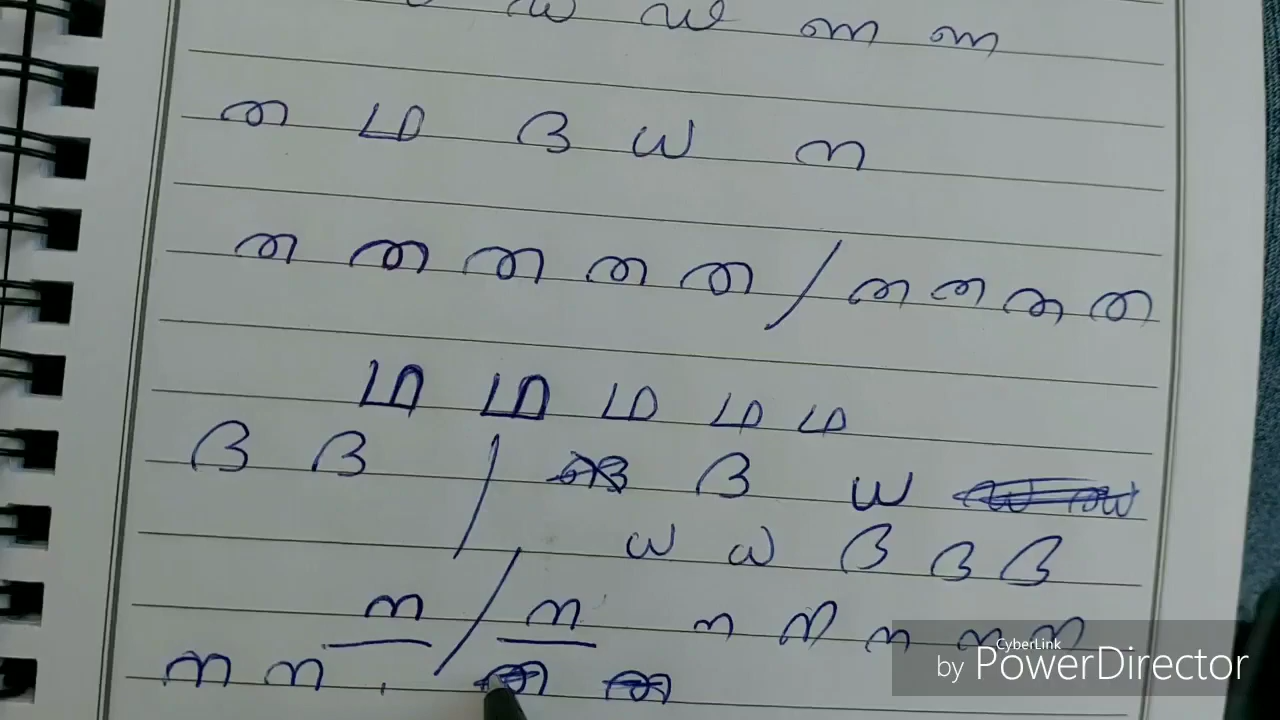 ത ഥ ദ ധ ന
ത ത ത ത ത / ത ത ത ത
ഥ ഥ ഥ ഥ ഥ
ദ ദ / ദ ധ
ധ ധ ദ ദ ദ
ന / ന ന ന ന ന ന
ന ന
CyberLink
by PowerDirector